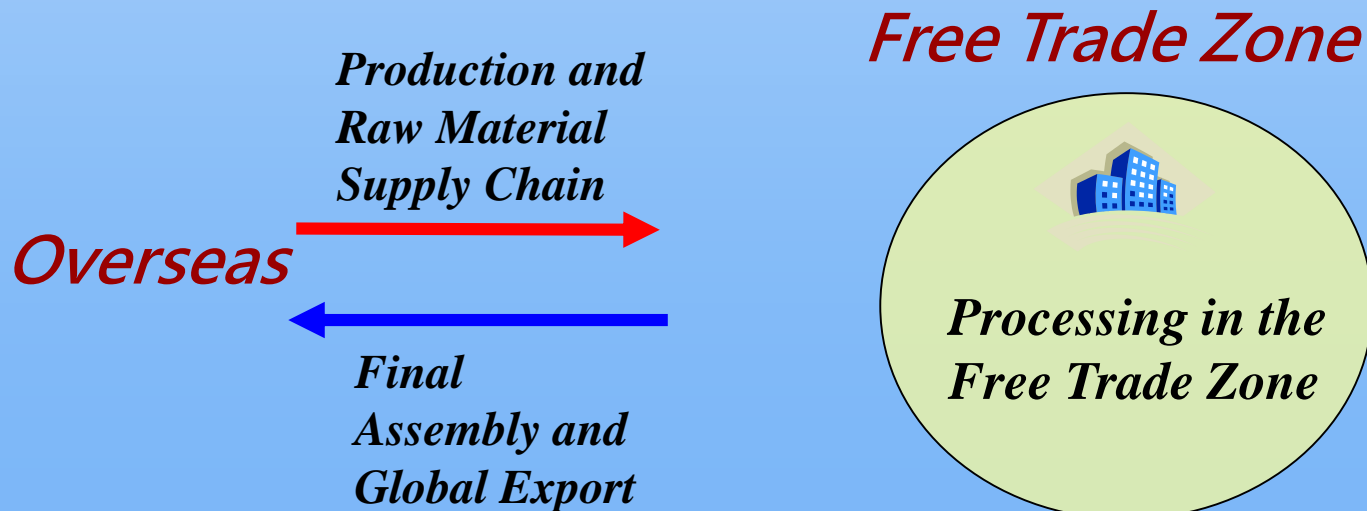 Free Trade Zone
Production and
Raw Material
Supply Chain
Overseas
Processing in the
Free Trade Zone
Final
Assembly and
Global Export